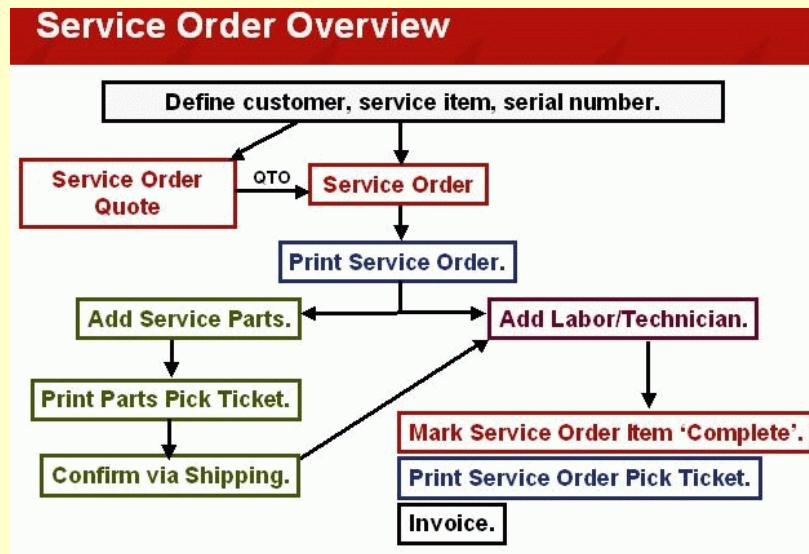 Service Order Overview
Define customer, service item, serial number.
Service Order
Quote
QTO
Service Order
Print Service Order.
Add Service Parts.
Add Labor/Technician.
Print Parts Pick Ticket.
Confirm via Shipping.
Mark Service Order Item ‘Complete’.
Print Service Order Pick Ticket.
Invoice.